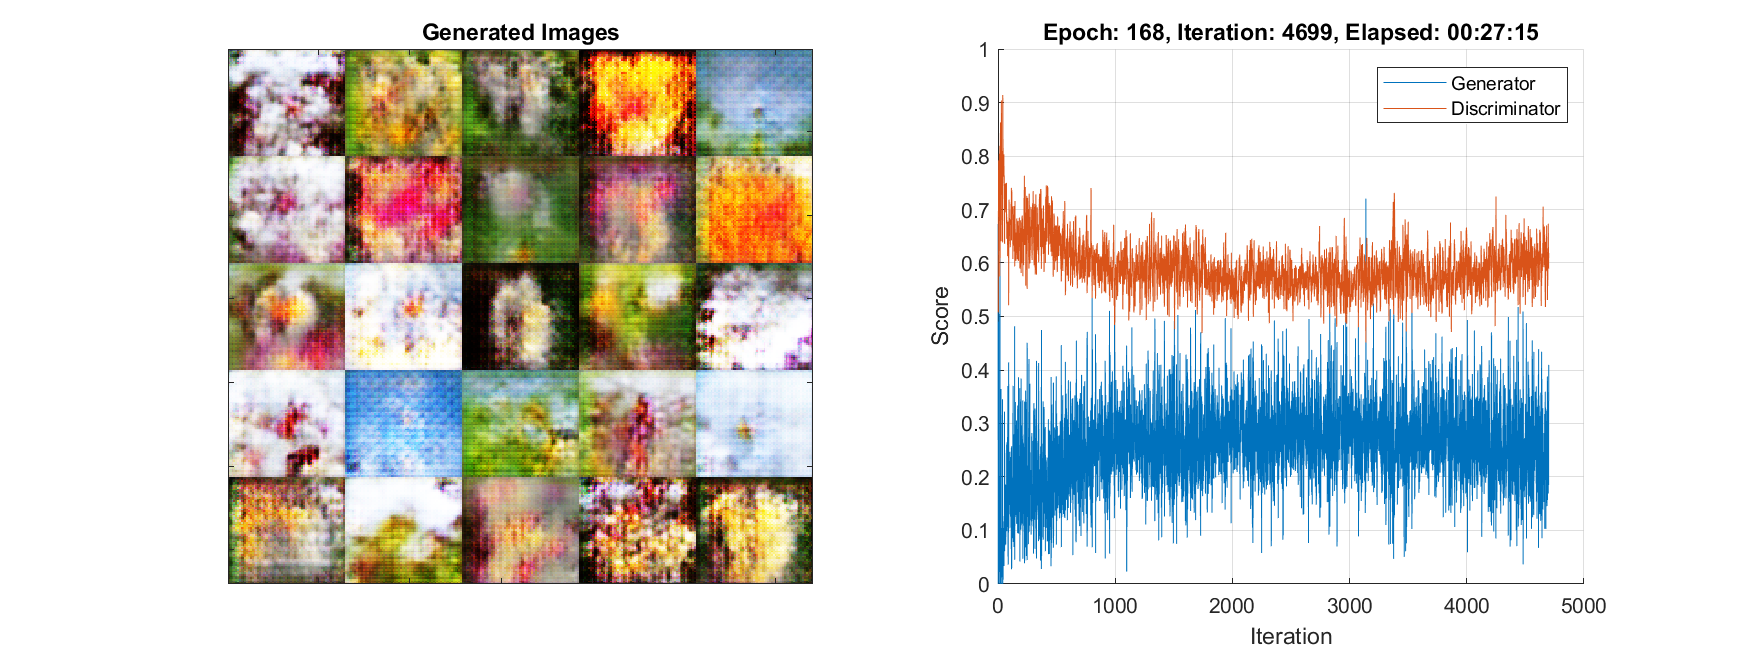 Generated Images
Epoch: 168, Iteration: 4699, Elapsed: 00:27:15
Generator
Discriminator
1
0.9
0.8
0.7
0.6
0.5
0.4
0.3
0.2
0.1
0
Score
0 1000 2000 3000 4000 5000
Iteration